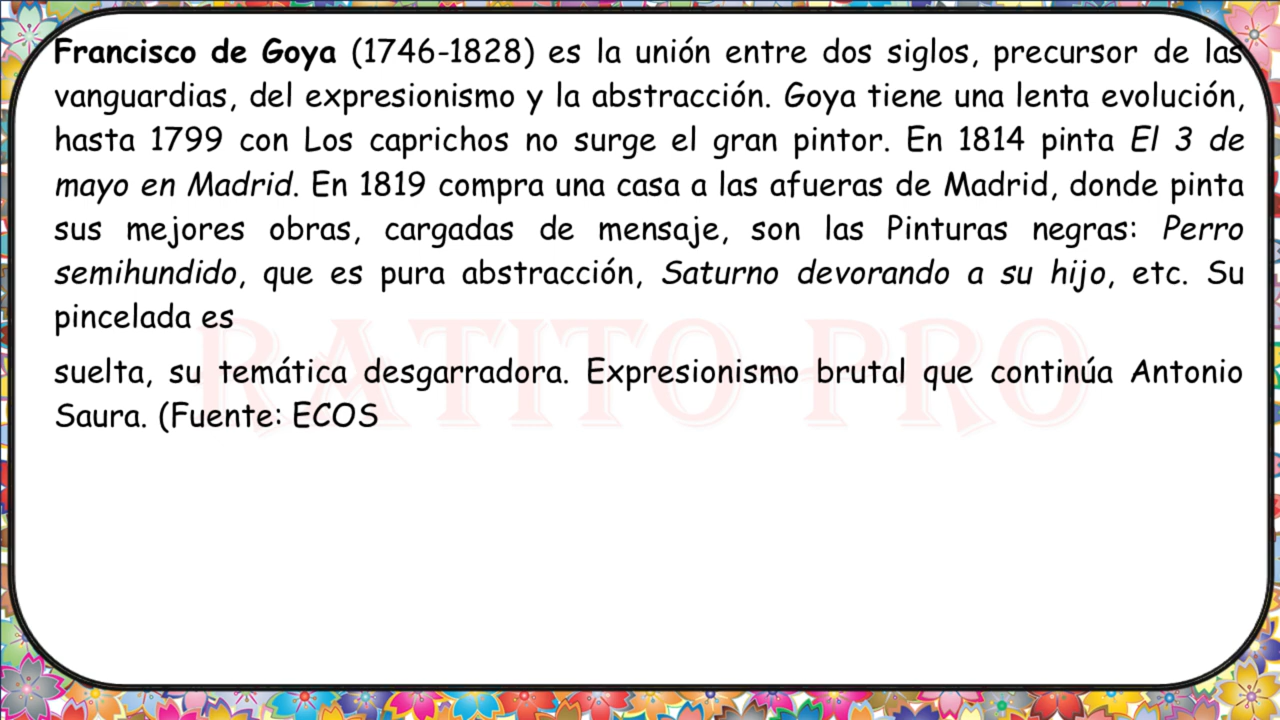 Francisco de Goya (1746-1828) es la unión entre dos siglos, precursor de las
vanguardias, del expresionismo y la abstracción. Goya tiene una lenta evolución,
hasta 1799 con Los caprichos no surge el gran pintor. En 1814 pinta El 3 de
mayo en Madrid. En 1819 compra una casa a las afueras de Madrid, donde pinta
sus mejores obras, cargadas de mensaje, son las Pinturas negras: Perro
semihundido, que es pura abstracción, Saturno devorando a su hijo, etc. Su
pincelada es
RATITO PRO
suelta, su temática desgarradora. Expresionismo brutal que continúa Antonio
Saura. (Fuente: ECOS